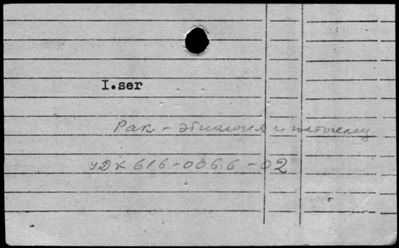 I.ser
Рак - этиология и патогенез
УДК 616-006.6-02